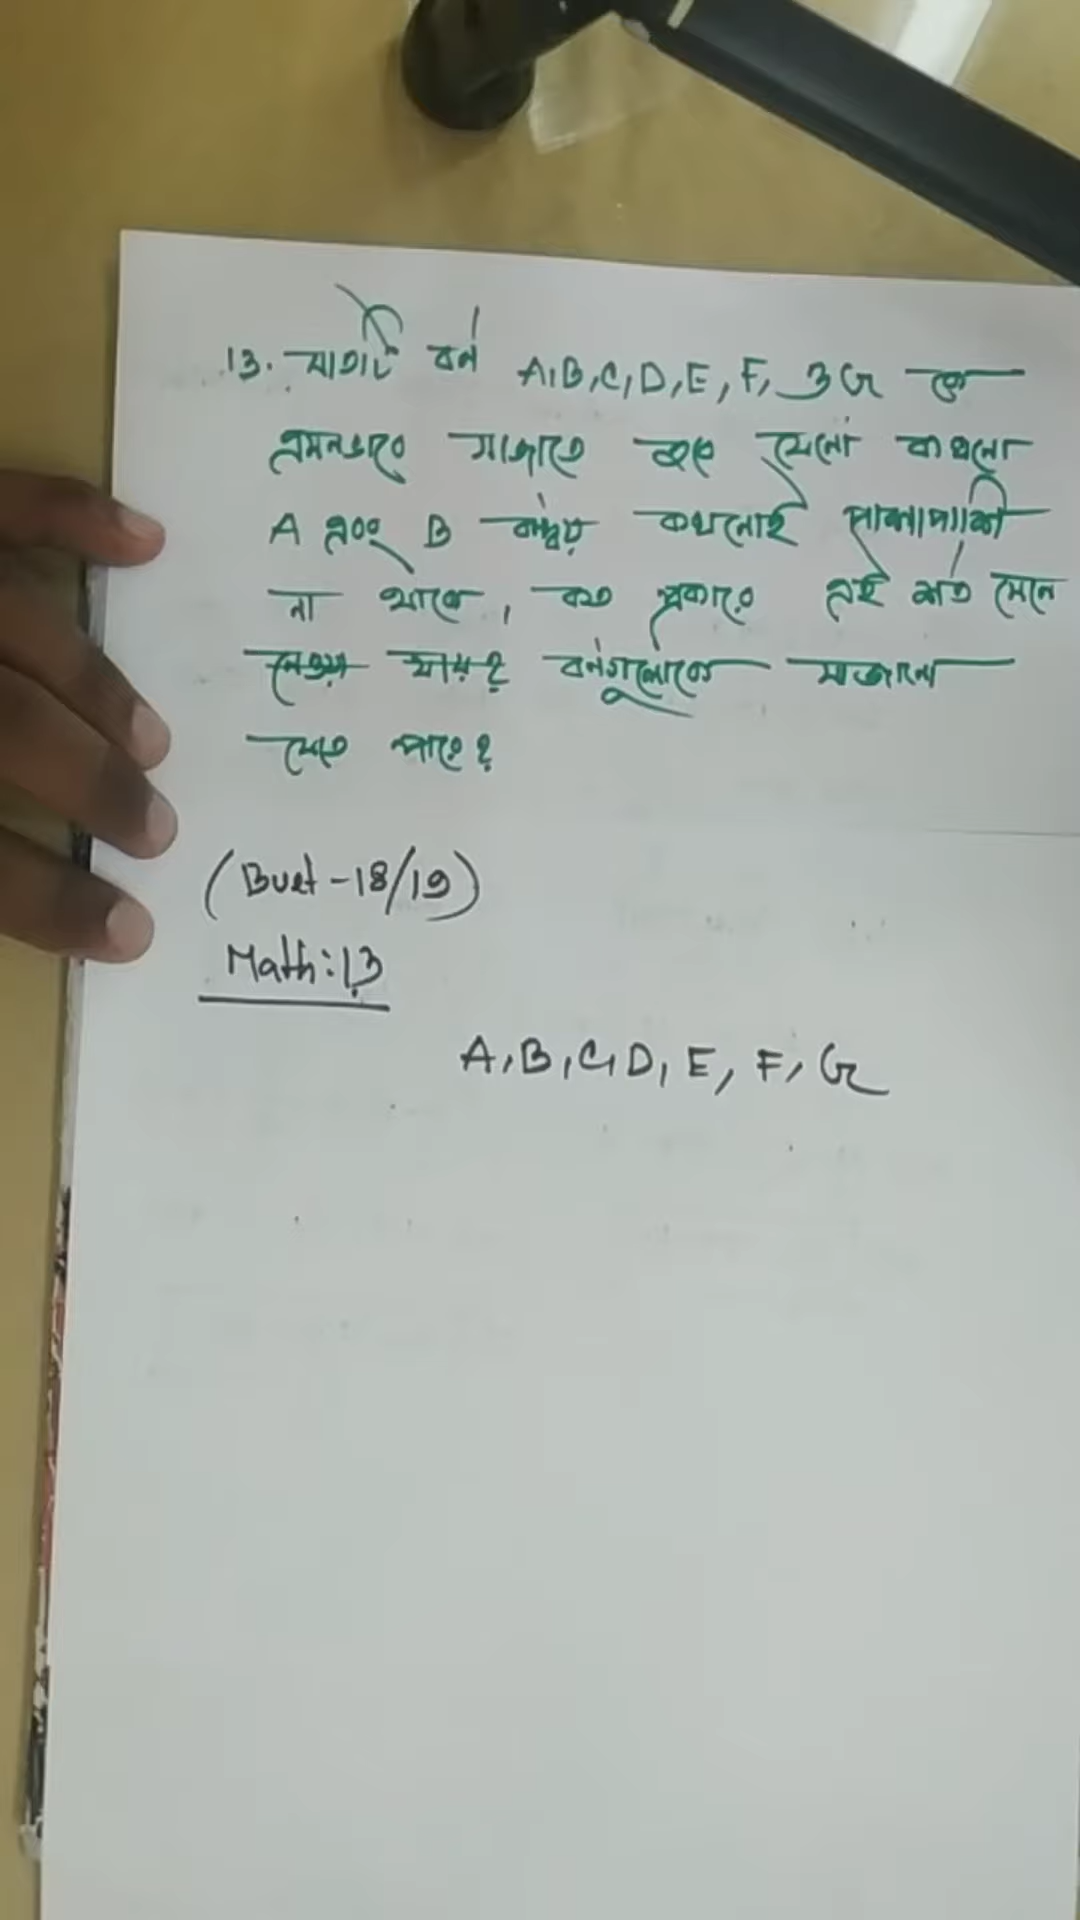 13. সাতটি বর্ণ A,B,C,D,E,F, ও G কে
এমনভাবে সাজাতে হবে যেনো কখনো
A এবং B বর্ণদ্বয় কখনোই পাশাপাশি
না থাকে, কত প্রকারে এই শর্ত মেনে
নেওয়া যায়? বর্ণগুলোকে সাজানো
যেতে পারে?
(Buet -18/19)
Math:13
A,B,C,D,E,F,G